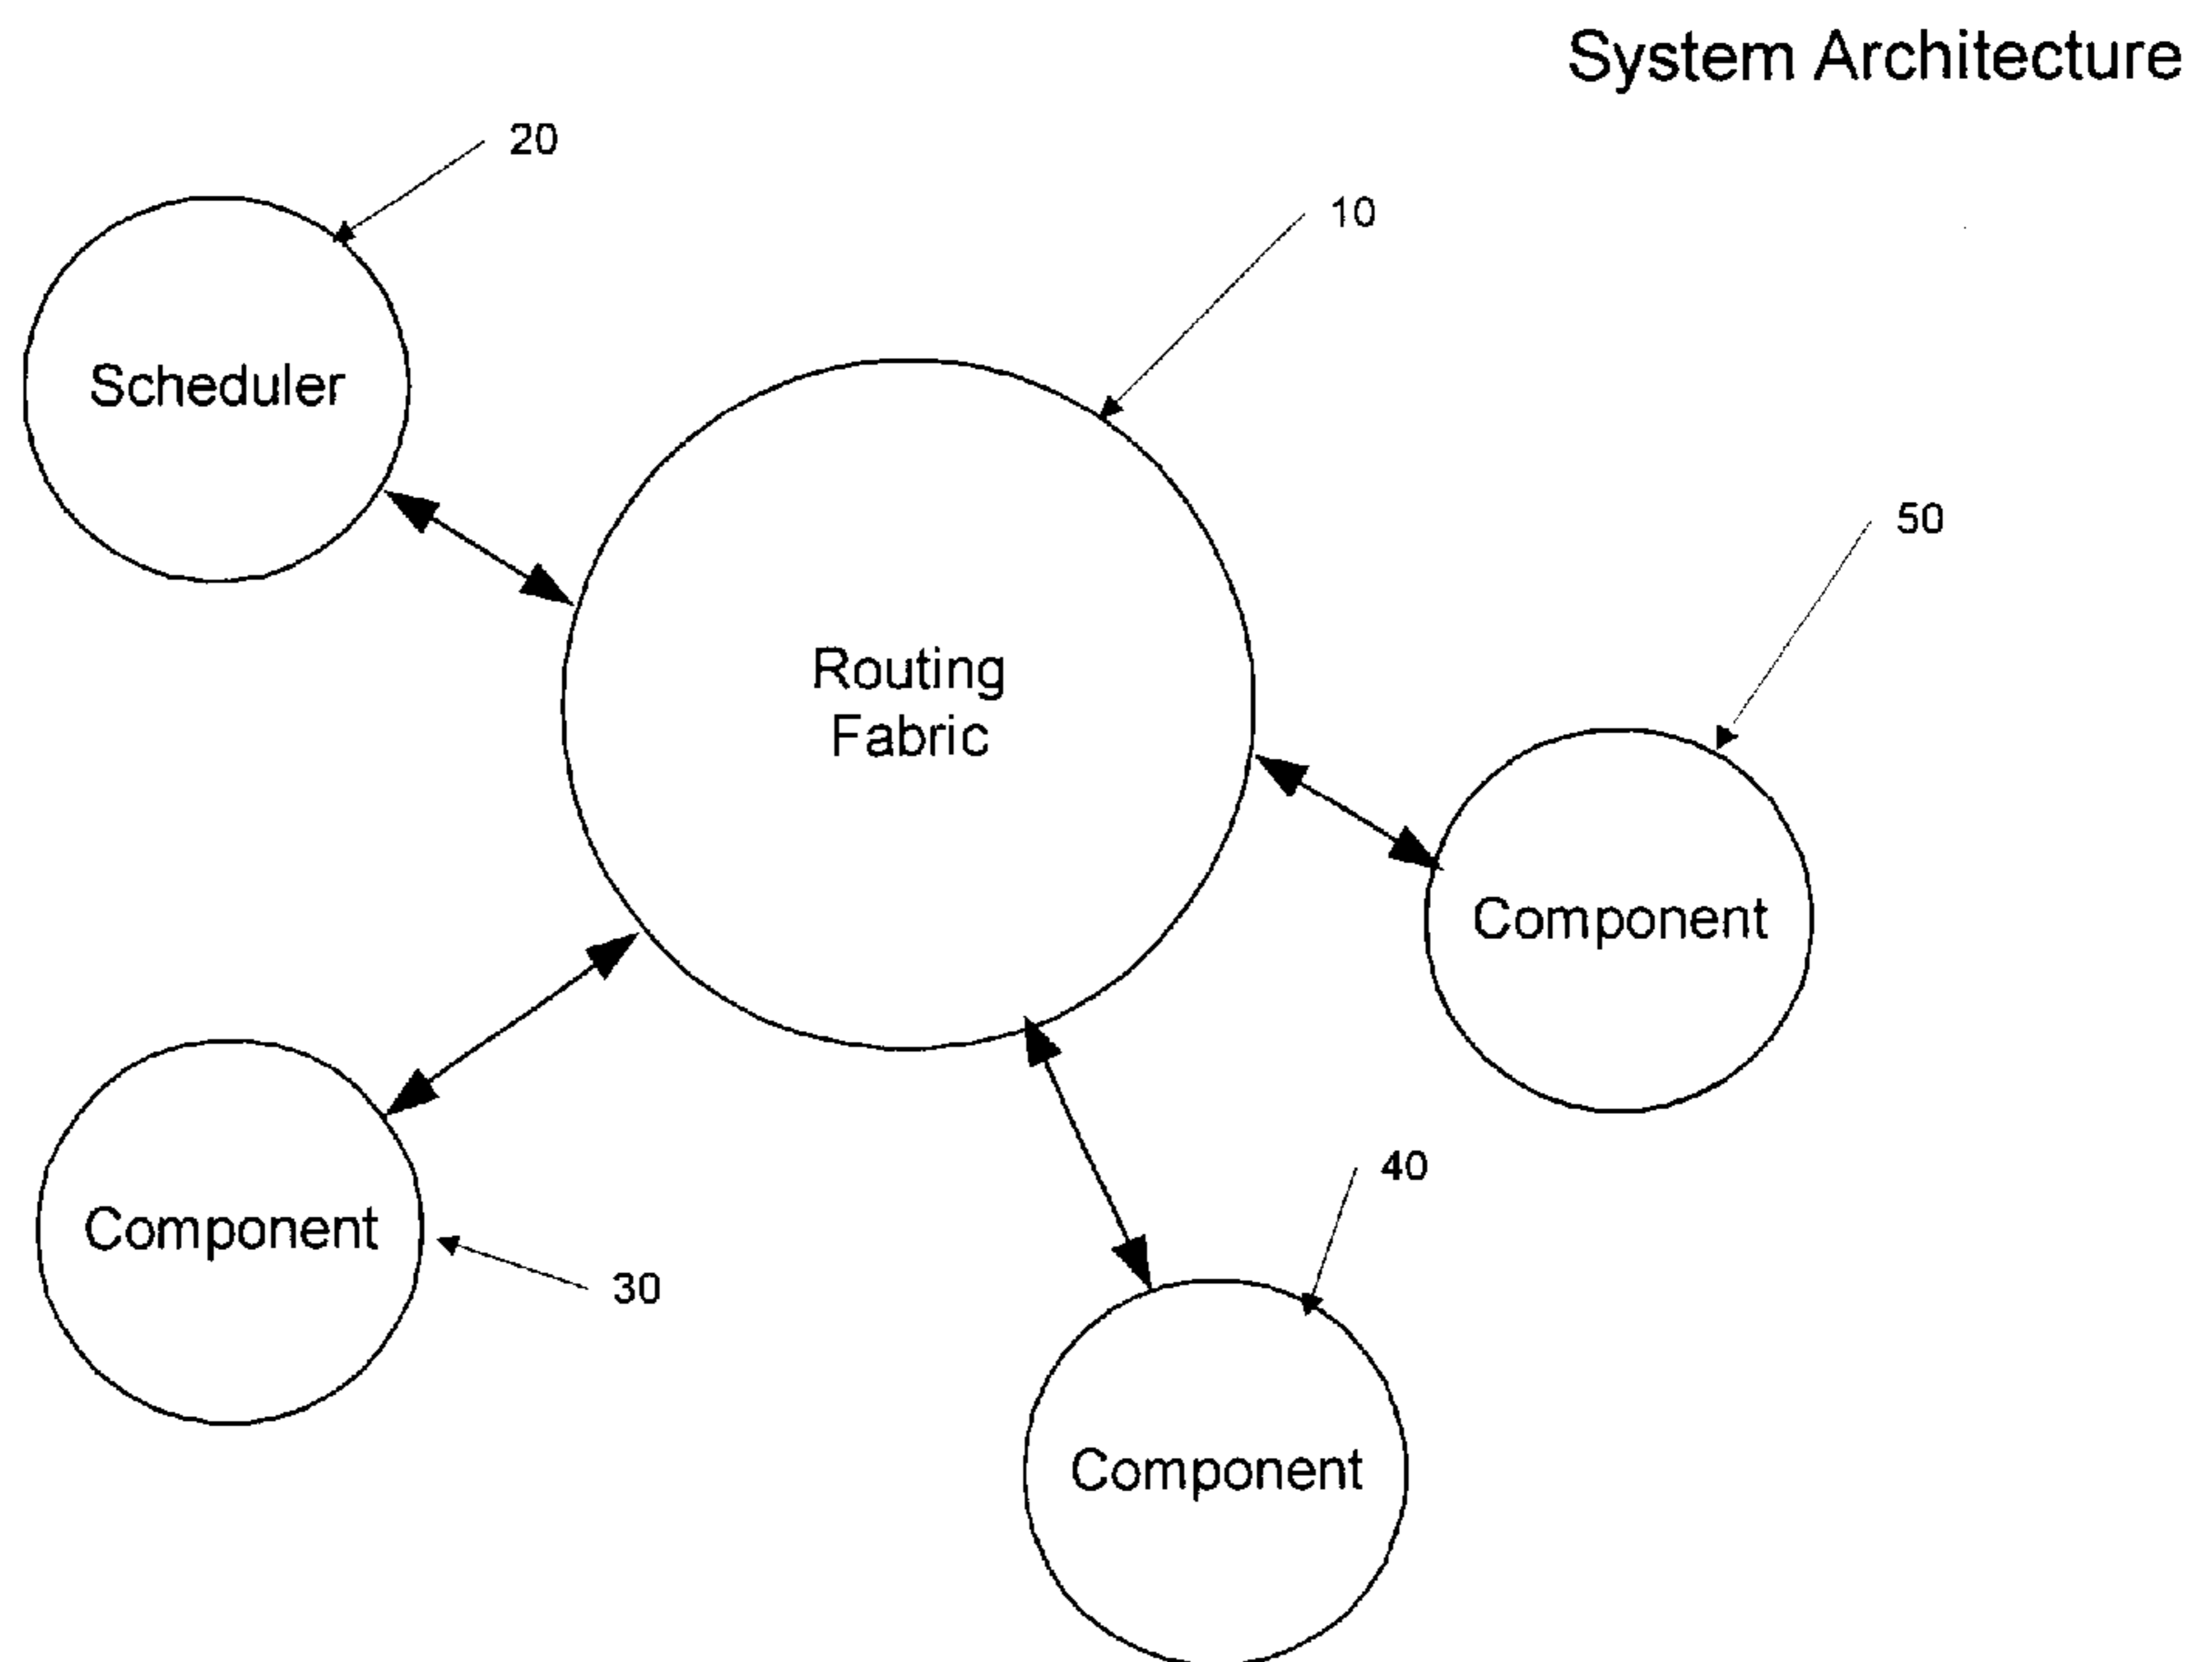 System Architecture
20
10
Scheduler
50
Routing
Fabric
Component
40
Component
30
Component